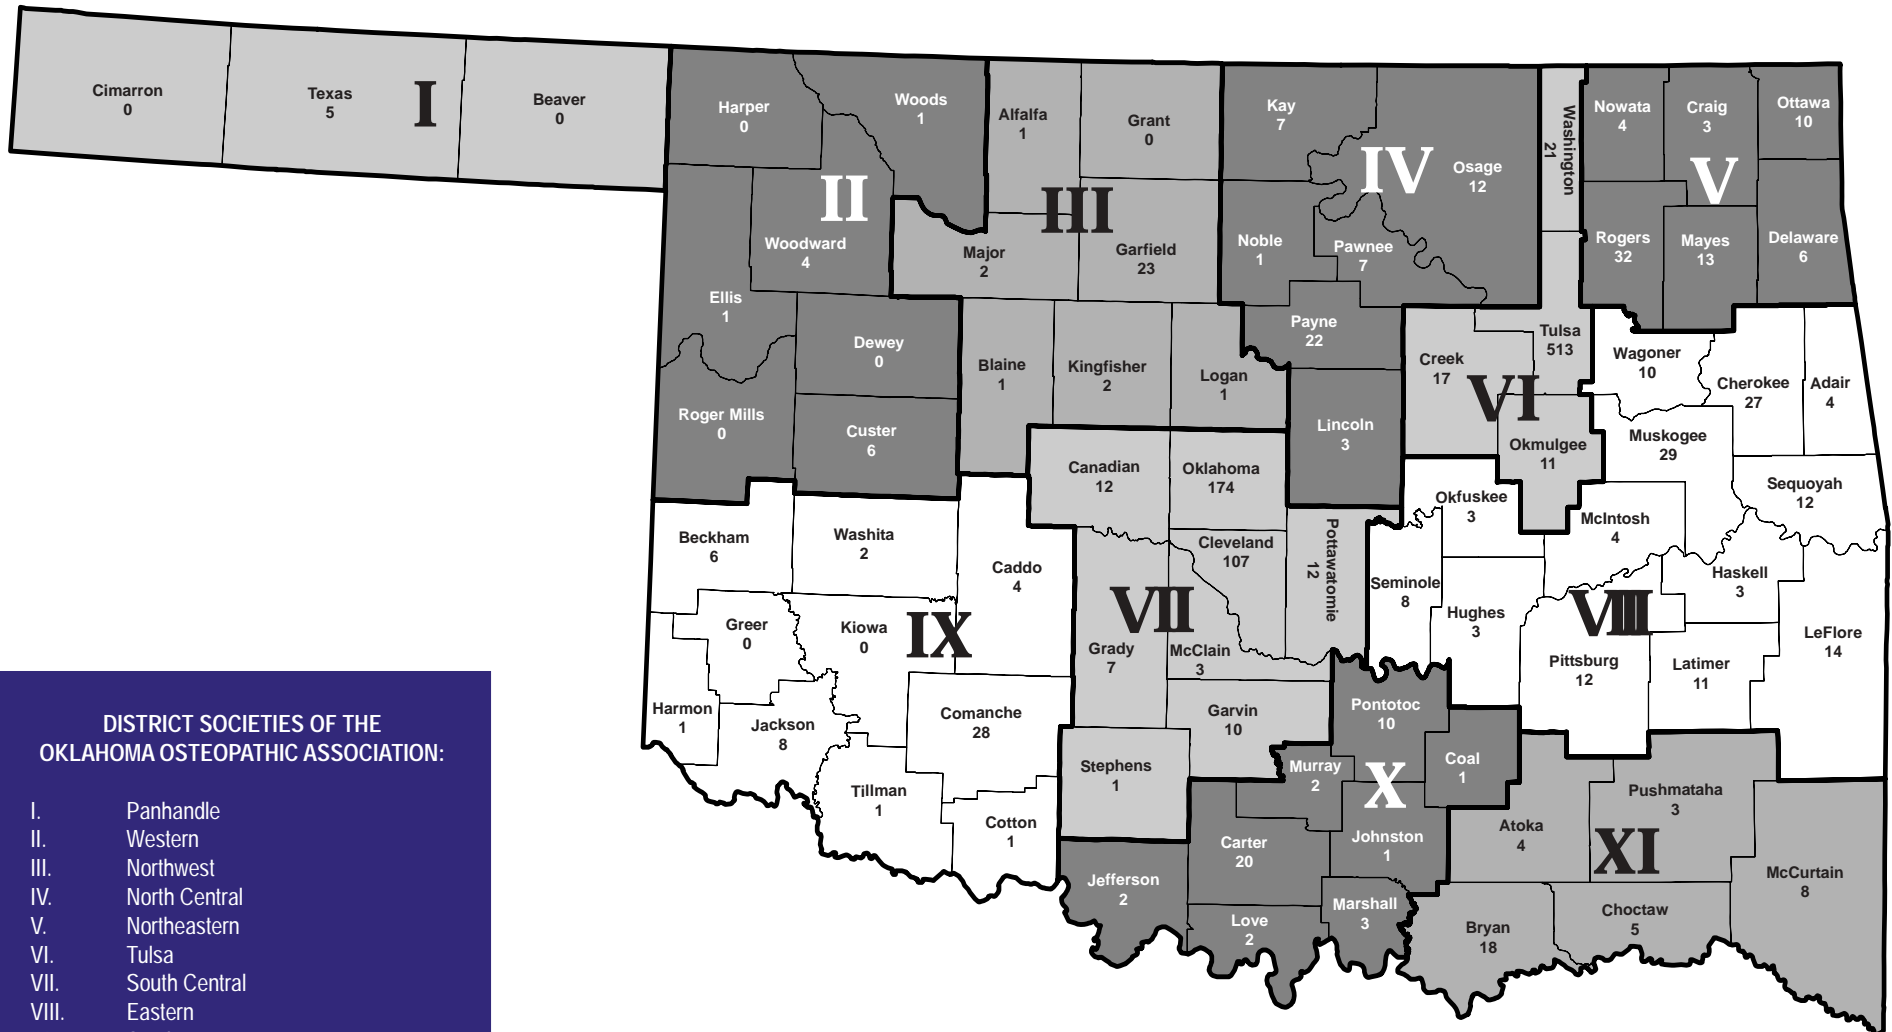 Cimarron
0
Texas
5
I
Beaver
0
Harper
0
Woods
1
II
Woodward
4
Ellis
1
Dewey
0
Roger Mills
0
Custer
6
Alfalfa
1
Grant
0
III
Major
2
Garfield
23
Blaine
1
Kingfisher
2
Logan
1
Kay
7
IV
Osage
12
Noble
1
Pawnee
7
Payne
22
Lincoln
3
Washington
21
Nowata
4
Craig
3
Ottawa
10
V
Rogers
32
Mayes
13
Delaware
6
Tulsa
513
Creek
17
VI
Okmulgee
11
Wagoner
10
Cherokee
27
Adair
4
Muskogee
29
Sequoyah
12
Okfuskee
3
McIntosh
4
Seminole
8
Hughes
3
VIII
Haskell
3
Pittsburg
12
Latimer
11
LeFlore
14
Canadian
12
Oklahoma
174
Cleveland
107
Pottawatomie
12
VII
Grady
7
McClain
3
Garvin
10
Stephens
1
Beckham
6
Washita
2
Caddo
4
Greer
0
Kiowa
0
IX
Harmon
1
Jackson
8
Comanche
28
Tillman
1
Cotton
1
Pontotoc
10
Murray
2
X
Coal
1
Carter
20
Johnston
1
Jefferson
2
Love
2
Marshall
3
Atoka
4
Pushmataha
3
XI
McCurtain
8
Bryan
18
Choctaw
5
DISTRICT SOCIETIES OF THE
OKLAHOMA OSTEOPATHIC ASSOCIATION:
I. Panhandle
II. Western
III. Northwest
IV. North Central
V. Northeastern
VI. Tulsa
VII. South Central
VIII. Eastern